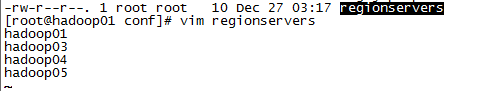 -rw-r--r--. 1 root root   10 Dec 27 03:17 regionservers
[root@hadoop01 conf]# vim regionservers
hadoop01
hadoop03
hadoop04
hadoop05
~